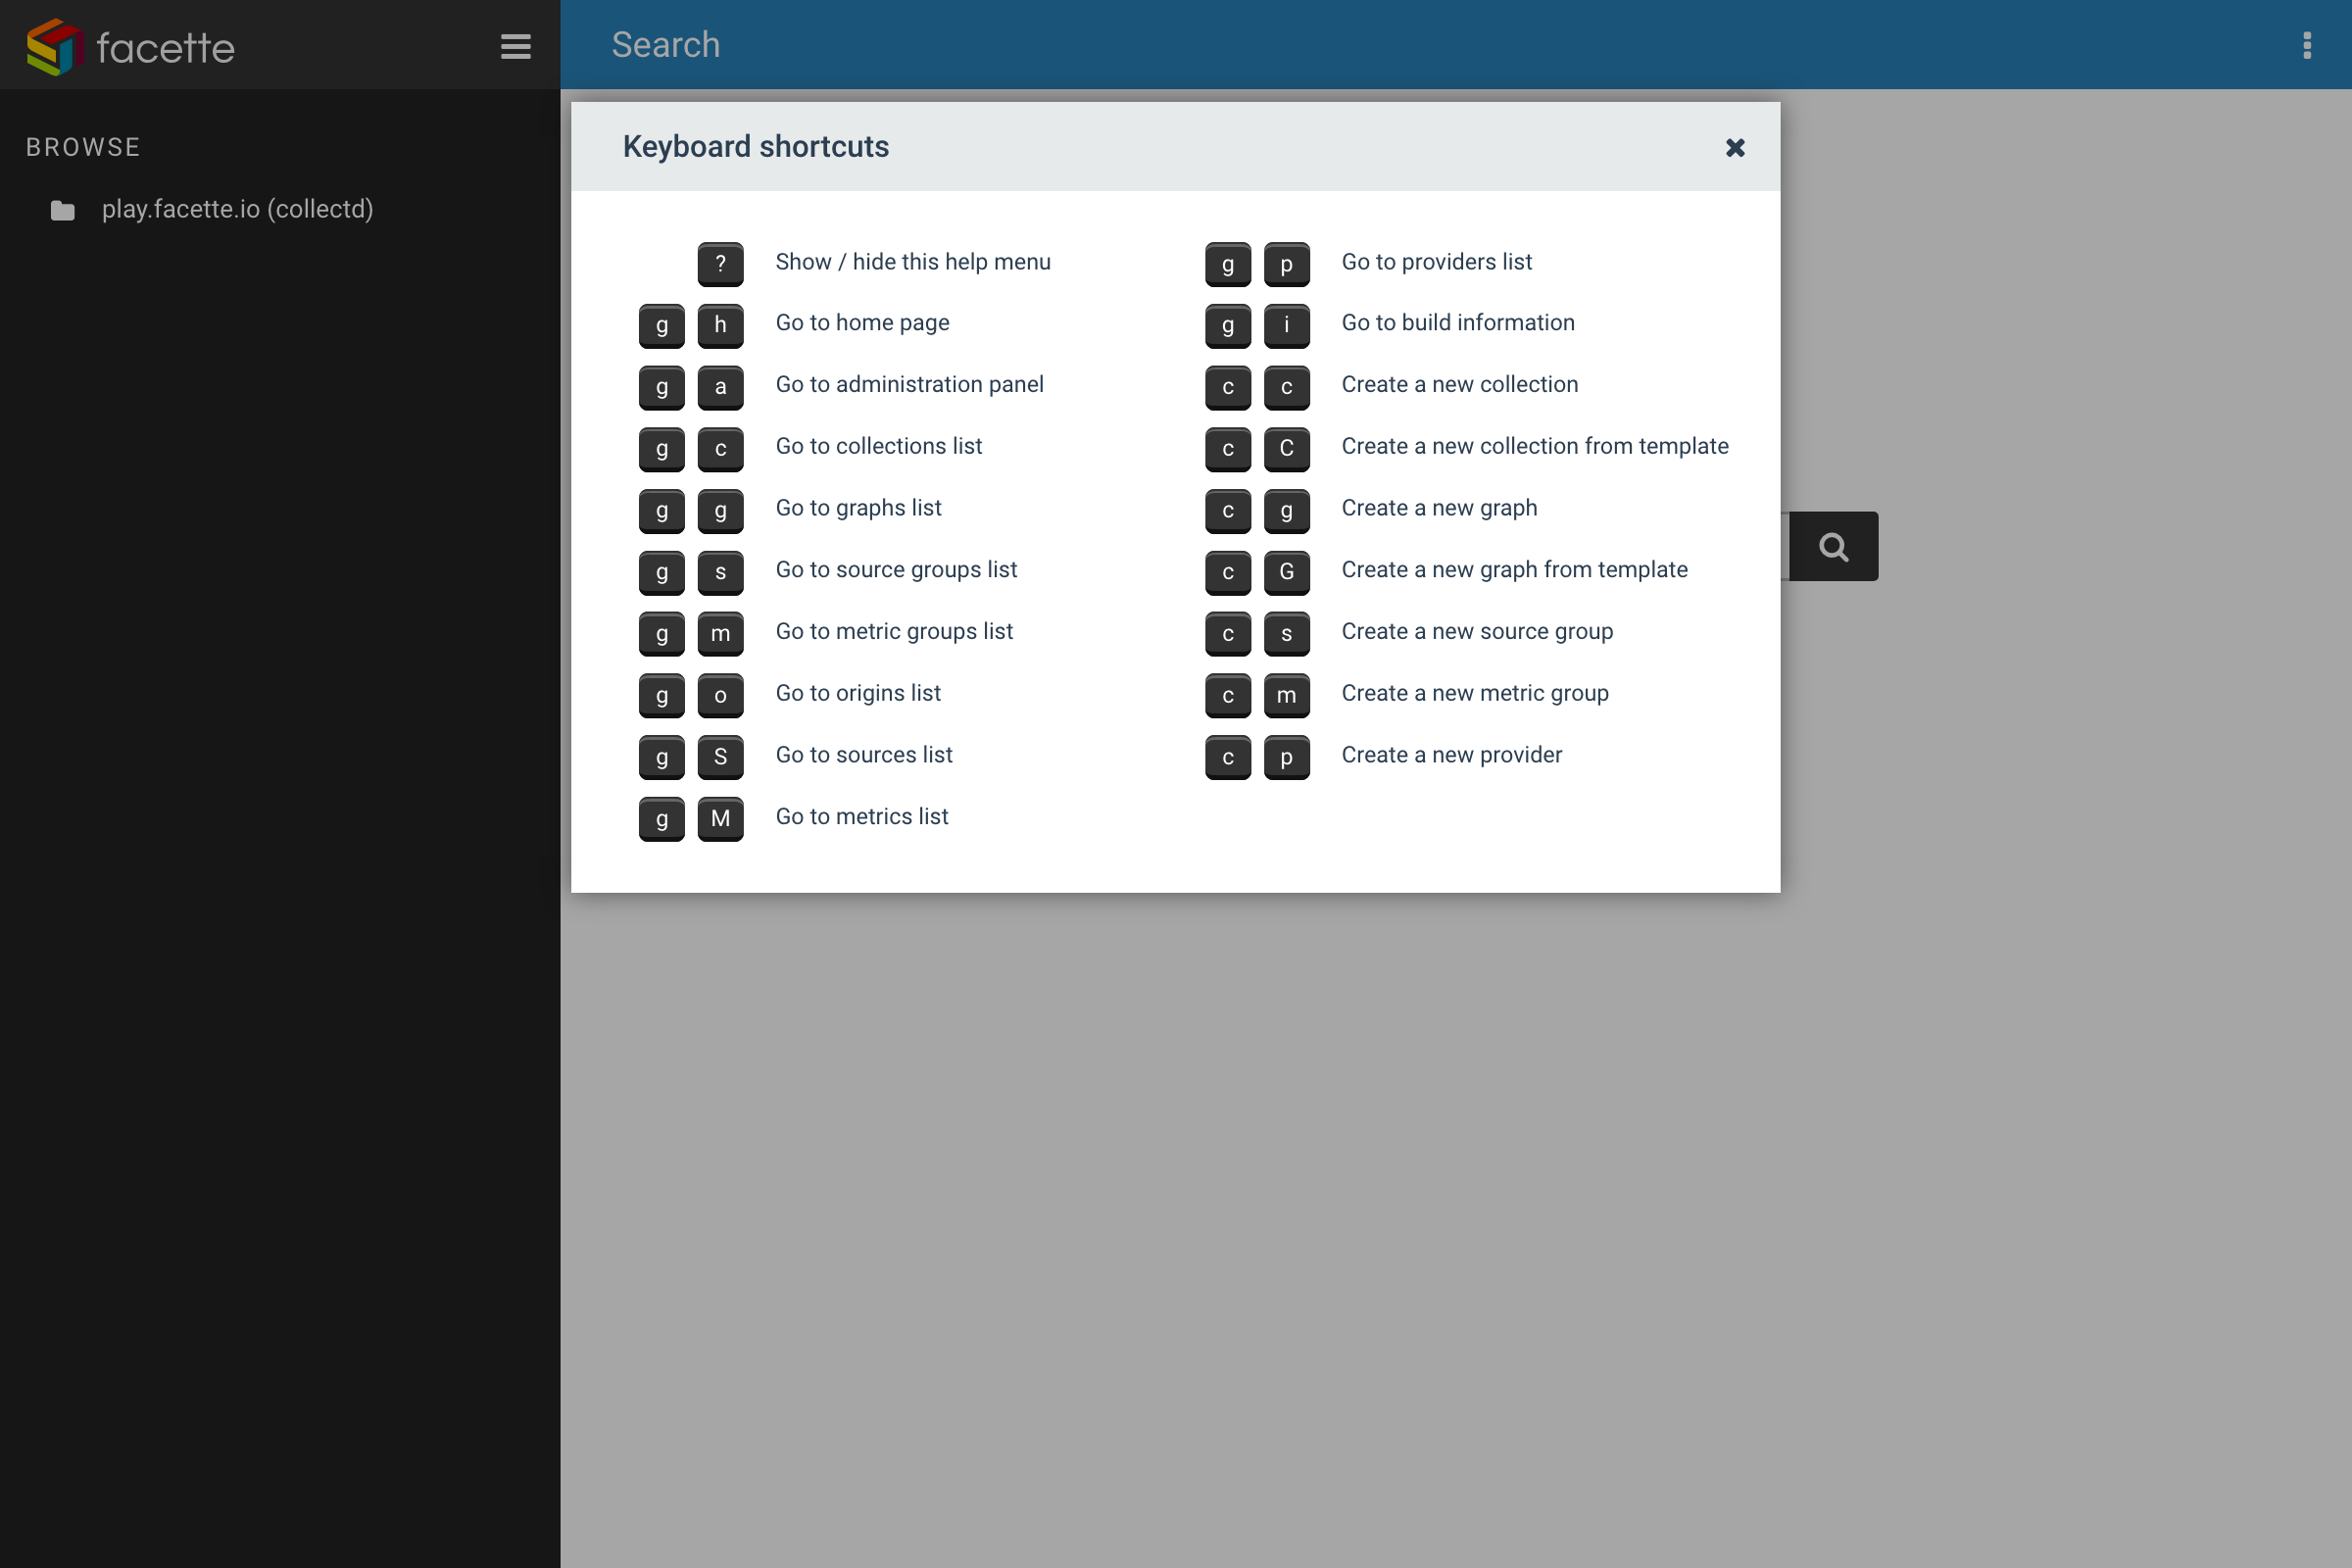 facette
Search
BROWSE
play.facette.io (collectd)
Keyboard shortcuts
? Show / hide this help menu
g h Go to home page
g a Go to administration panel
g c Go to collections list
g g Go to graphs list
g s Go to source groups list
g m Go to metric groups list
g o Go to origins list
g S Go to sources list
g M Go to metrics list
g p Go to providers list
g i Go to build information
c c Create a new collection
c C Create a new collection from template
c g Create a new graph
c G Create a new graph from template
c s Create a new source group
c m Create a new metric group
c p Create a new provider